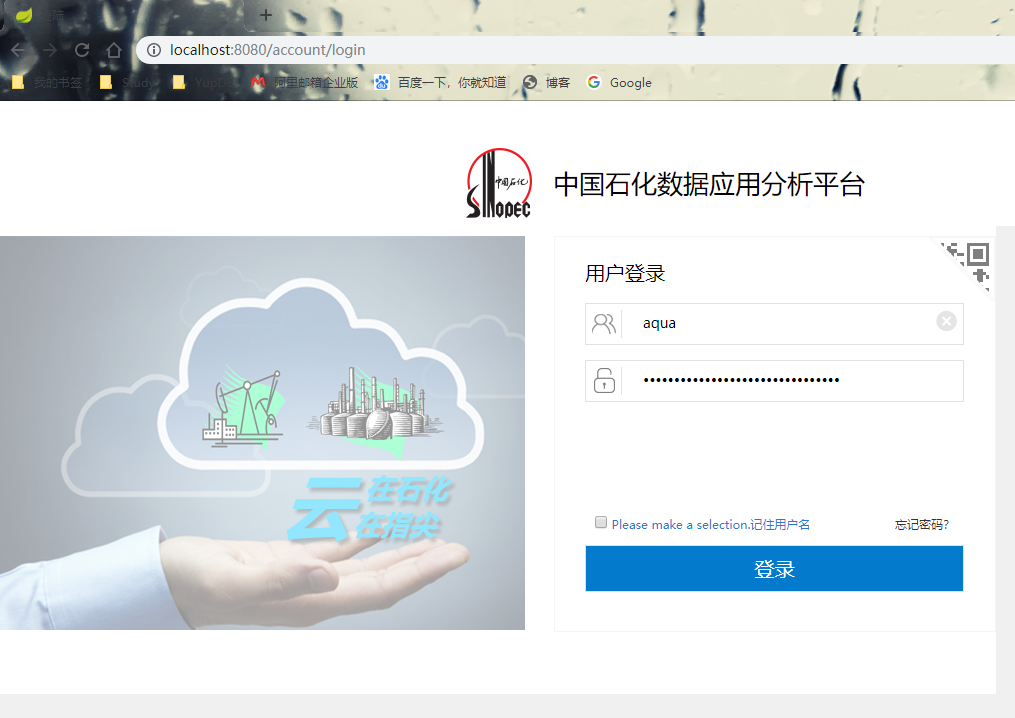 localhost:8080/account/login
我的书签 Study 阿里邮箱企业版 百度一下，你就知道 博客 Google
中国石化 SINOPEC
中国石化数据应用分析平台
用户登录
aqua
••••••••••••••••••••••••••••••••
云 在石化
在指尖
Please make a selection.记住用户名 忘记密码?
登录